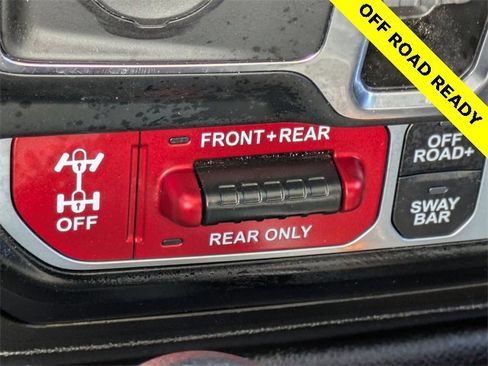 OFF ROAD READY
FRONT+REAR
OFF
REAR ONLY
OFF
ROAD+
SWAY
BAR